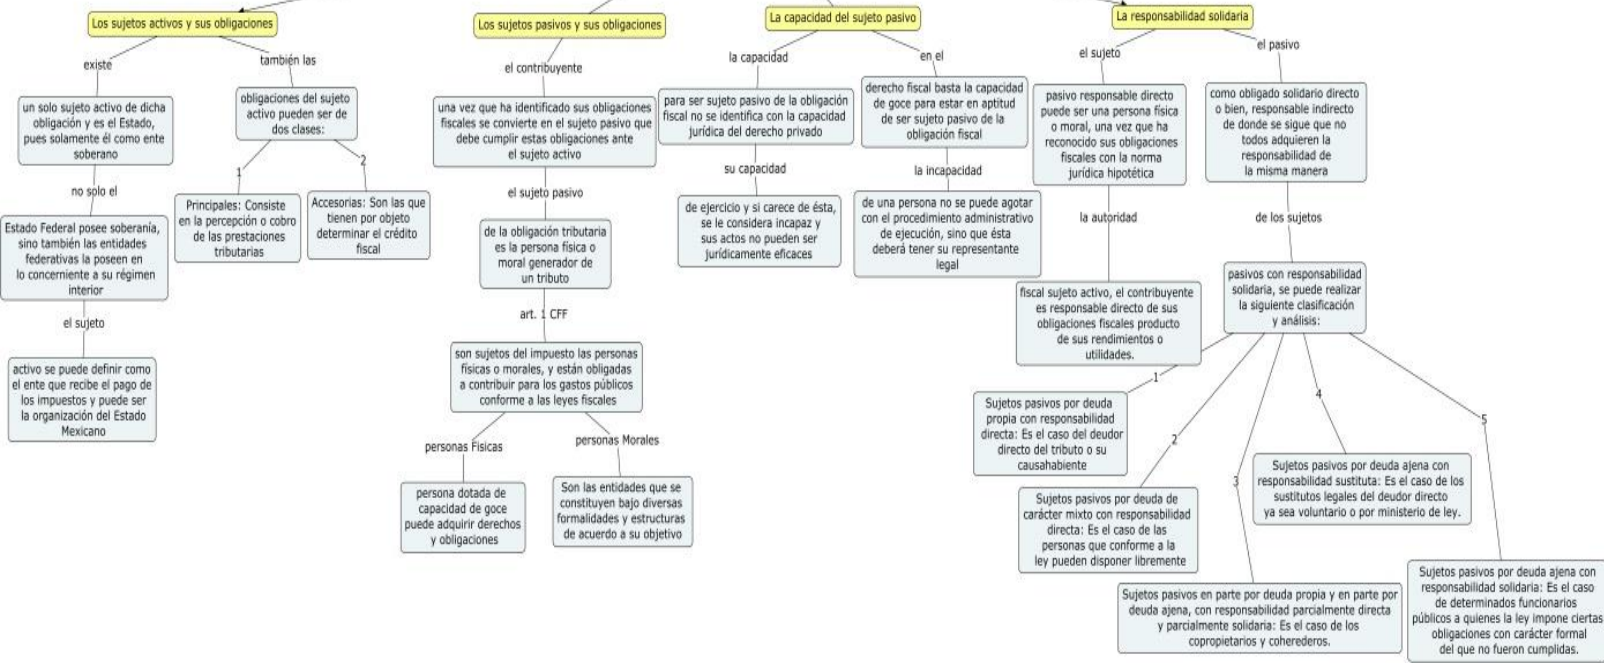 Los sujetos activos y sus obligaciones
existe
un solo sujeto activo de dicha
obligación y es el Estado,
pues solamente él como ente
soberano
no solo el
Estado Federal posee soberanía,
sino también las entidades
federativas la poseen en
lo concerniente a su régimen
interior
el sujeto
activo se puede definir como
el ente que recibe el pago de
los impuestos y puede ser
la organización del Estado
Mexicano
también las
obligaciones del sujeto
activo pueden ser de
dos clases:
1
Principales: Consiste
en la percepción o cobro
de las prestaciones
tributarias
2
Accesorias: Son las que
tienen por objeto
determinar el crédito
fiscal
Los sujetos pasivos y sus obligaciones
el contribuyente
una vez que ha identificado sus obligaciones
fiscales se convierte en el sujeto pasivo que
debe cumplir estas obligaciones ante
el sujeto activo
el sujeto pasivo
de la obligación tributaria
es la persona física o
moral generador de
un tributo
art. 1 CFF
son sujetos del impuesto las personas
físicas o morales, y están obligadas
a contribuir para los gastos públicos
conforme a las leyes fiscales
personas Físicas
persona dotada de
capacidad de goce
puede adquirir derechos
y obligaciones
personas Morales
Son las entidades que se
constituyen bajo diversas
formalidades y estructuras
de acuerdo a su objetivo
La capacidad del sujeto pasivo
la capacidad
para ser sujeto pasivo de la obligación
fiscal no se identifica con la capacidad
jurídica del derecho privado
su capacidad
de ejercicio y si carece de ésta,
se le considera incapaz y
sus actos no pueden ser
jurídicamente eficaces
en el
derecho fiscal basta la capacidad
de goce para estar en aptitud
de ser sujeto pasivo de la
obligación fiscal
la incapacidad
de una persona no se puede agotar
con el procedimiento administrativo
de ejecución, sino que ésta
deberá tener su representante
legal
La responsabilidad solidaria
el sujeto
pasivo responsable directo
puede ser una persona física
o moral, una vez que ha
reconocido sus obligaciones
fiscales con la norma
jurídica hipotética
la autoridad
fiscal sujeto activo, el contribuyente
es responsable directo de sus
obligaciones fiscales producto
de sus rendimientos o
utilidades.
el pasivo
como obligado solidario directo
o bien, responsable indirecto
de donde se sigue que no
todos adquieren la
responsabilidad de
la misma manera
de los sujetos
pasivos con responsabilidad
solidaria, se puede realizar
la siguiente clasificación
y análisis:
1
Sujetos pasivos por deuda
propia con responsabilidad
directa: Es el caso del deudor
directo del tributo o su
causahabiente
2
Sujetos pasivos por deuda de
carácter mixto con responsabilidad
directa: Es el caso de las
personas que conforme a la
ley pueden disponer libremente
3
Sujetos pasivos en parte por deuda propia y en parte por
deuda ajena, con responsabilidad parcialmente directa
y parcialmente solidaria: Es el caso de los
copropietarios y coherederos.
4
Sujetos pasivos por deuda ajena con
responsabilidad sustituta: Es el caso de los
sustitutos legales del deudor directo
ya sea voluntario o por ministerio de ley.
5
Sujetos pasivos por deuda ajena con
responsabilidad solidaria: Es el caso
de determinados funcionarios
públicos a quienes la ley impone ciertas
obligaciones con carácter formal
del que no fueron cumplidas.